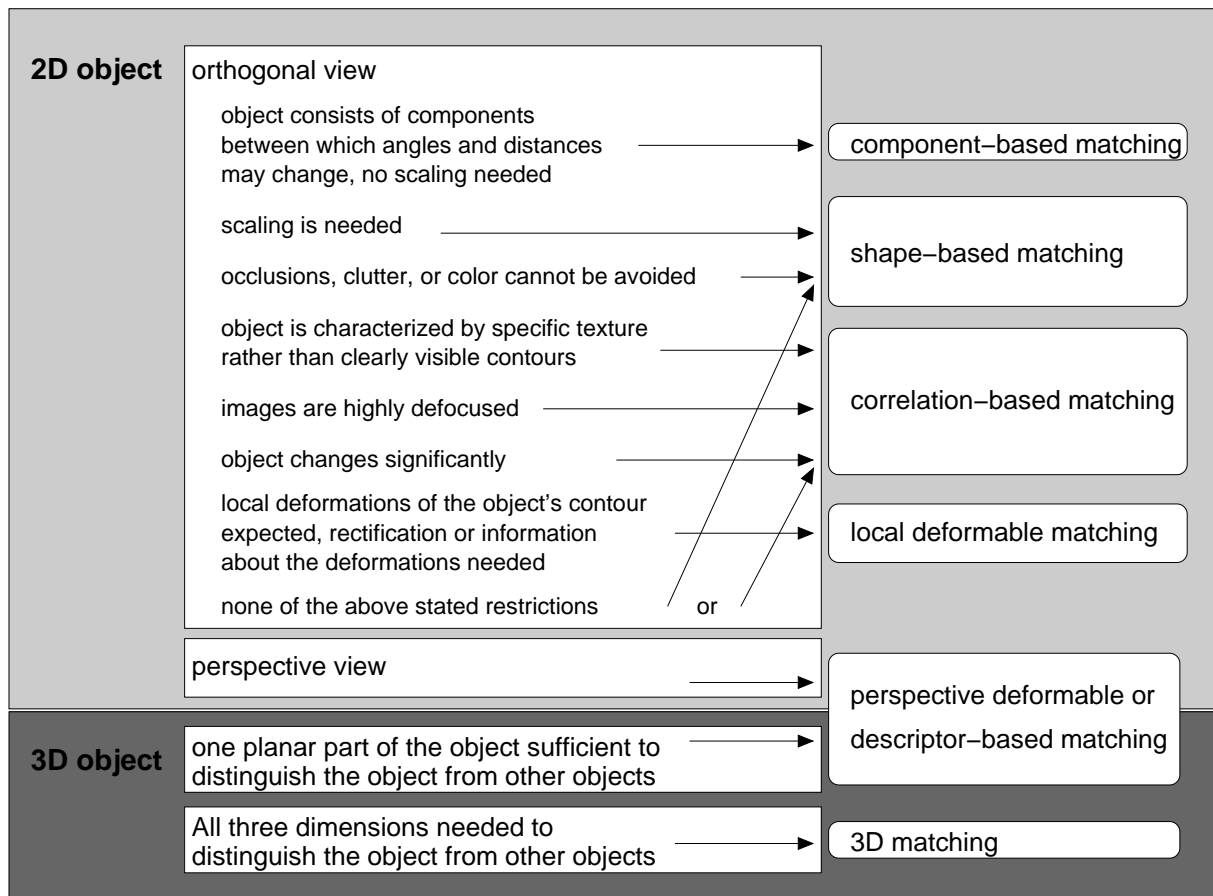 2D object
orthogonal view
object consists of components
between which angles and distances
may change, no scaling needed
component−based matching
scaling is needed
shape−based matching
occlusions, clutter, or color cannot be avoided
object is characterized by specific texture
rather than clearly visible contours
correlation−based matching
images are highly defocused
object changes significantly
local deformations of the object's contour
expected, rectification or information
about the deformations needed
local deformable matching
none of the above stated restrictions or
perspective view
perspective deformable or
descriptor−based matching
3D object
one planar part of the object sufficient to
distinguish the object from other objects
All three dimensions needed to
distinguish the object from other objects
3D matching